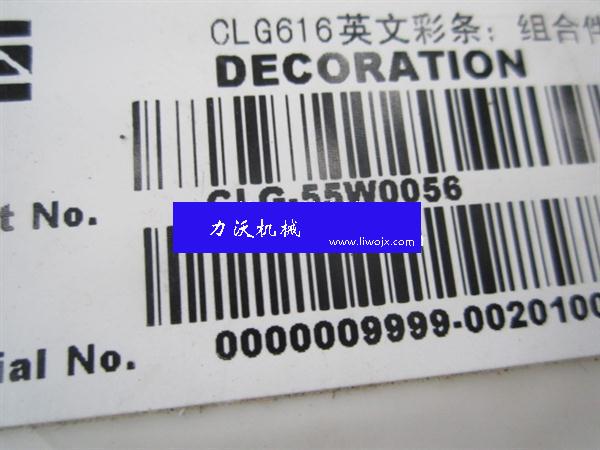 CLG616英文彩条；组合件
DECORATION
t No.
CLG-55W0056
力沃机械
www.liwojx.com
ial No.
0000009999-0020100